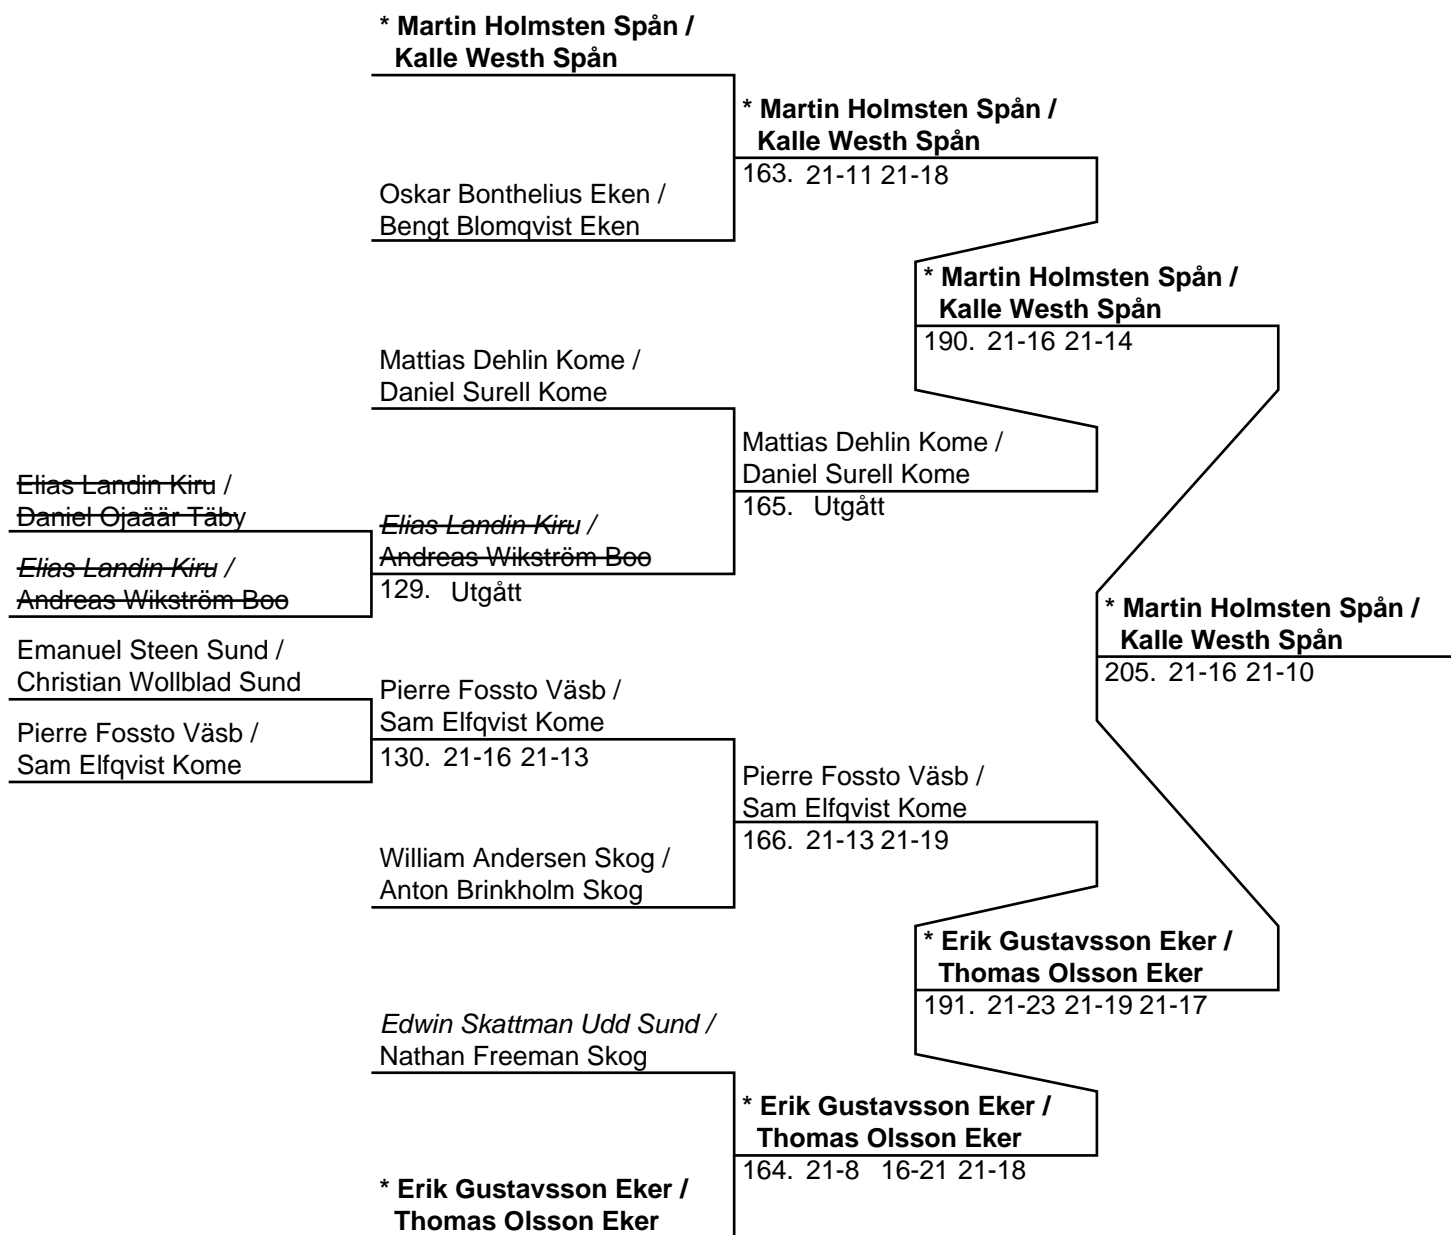 * Martin Holmsten Spån /
Kalle Westh Spån
* Martin Holmsten Spån /
Kalle Westh Spån
163. 21-11 21-18
Oskar Bonthelius Eken /
Bengt Blomqvist Eken
* Martin Holmsten Spån /
Kalle Westh Spån
190. 21-16 21-14
Mattias Dehlin Kome /
Daniel Surell Kome
Mattias Dehlin Kome /
Daniel Surell Kome
165. Utgått
Elias Landin Kiru /
Daniel Ojaäär Täby
Elias Landin Kiru /
Andreas Wikström Boo
129. Utgått
Elias Landin Kiru /
Andreas Wikström Boo
* Martin Holmsten Spån /
Kalle Westh Spån
205. 21-16 21-10
Emanuel Steen Sund /
Christian Wollblad Sund
Pierre Fossto Väsb /
Sam Elfqvist Kome
130. 21-16 21-13
Pierre Fossto Väsb /
Sam Elfqvist Kome
Pierre Fossto Väsb /
Sam Elfqvist Kome
166. 21-13 21-19
William Andersen Skog /
Anton Brinkholm Skog
* Erik Gustavsson Eker /
Thomas Olsson Eker
191. 21-23 21-19 21-17
Edwin Skattman Udd Sund /
Nathan Freeman Skog
* Erik Gustavsson Eker /
Thomas Olsson Eker
164. 21-8 16-21 21-18
* Erik Gustavsson Eker /
Thomas Olsson Eker